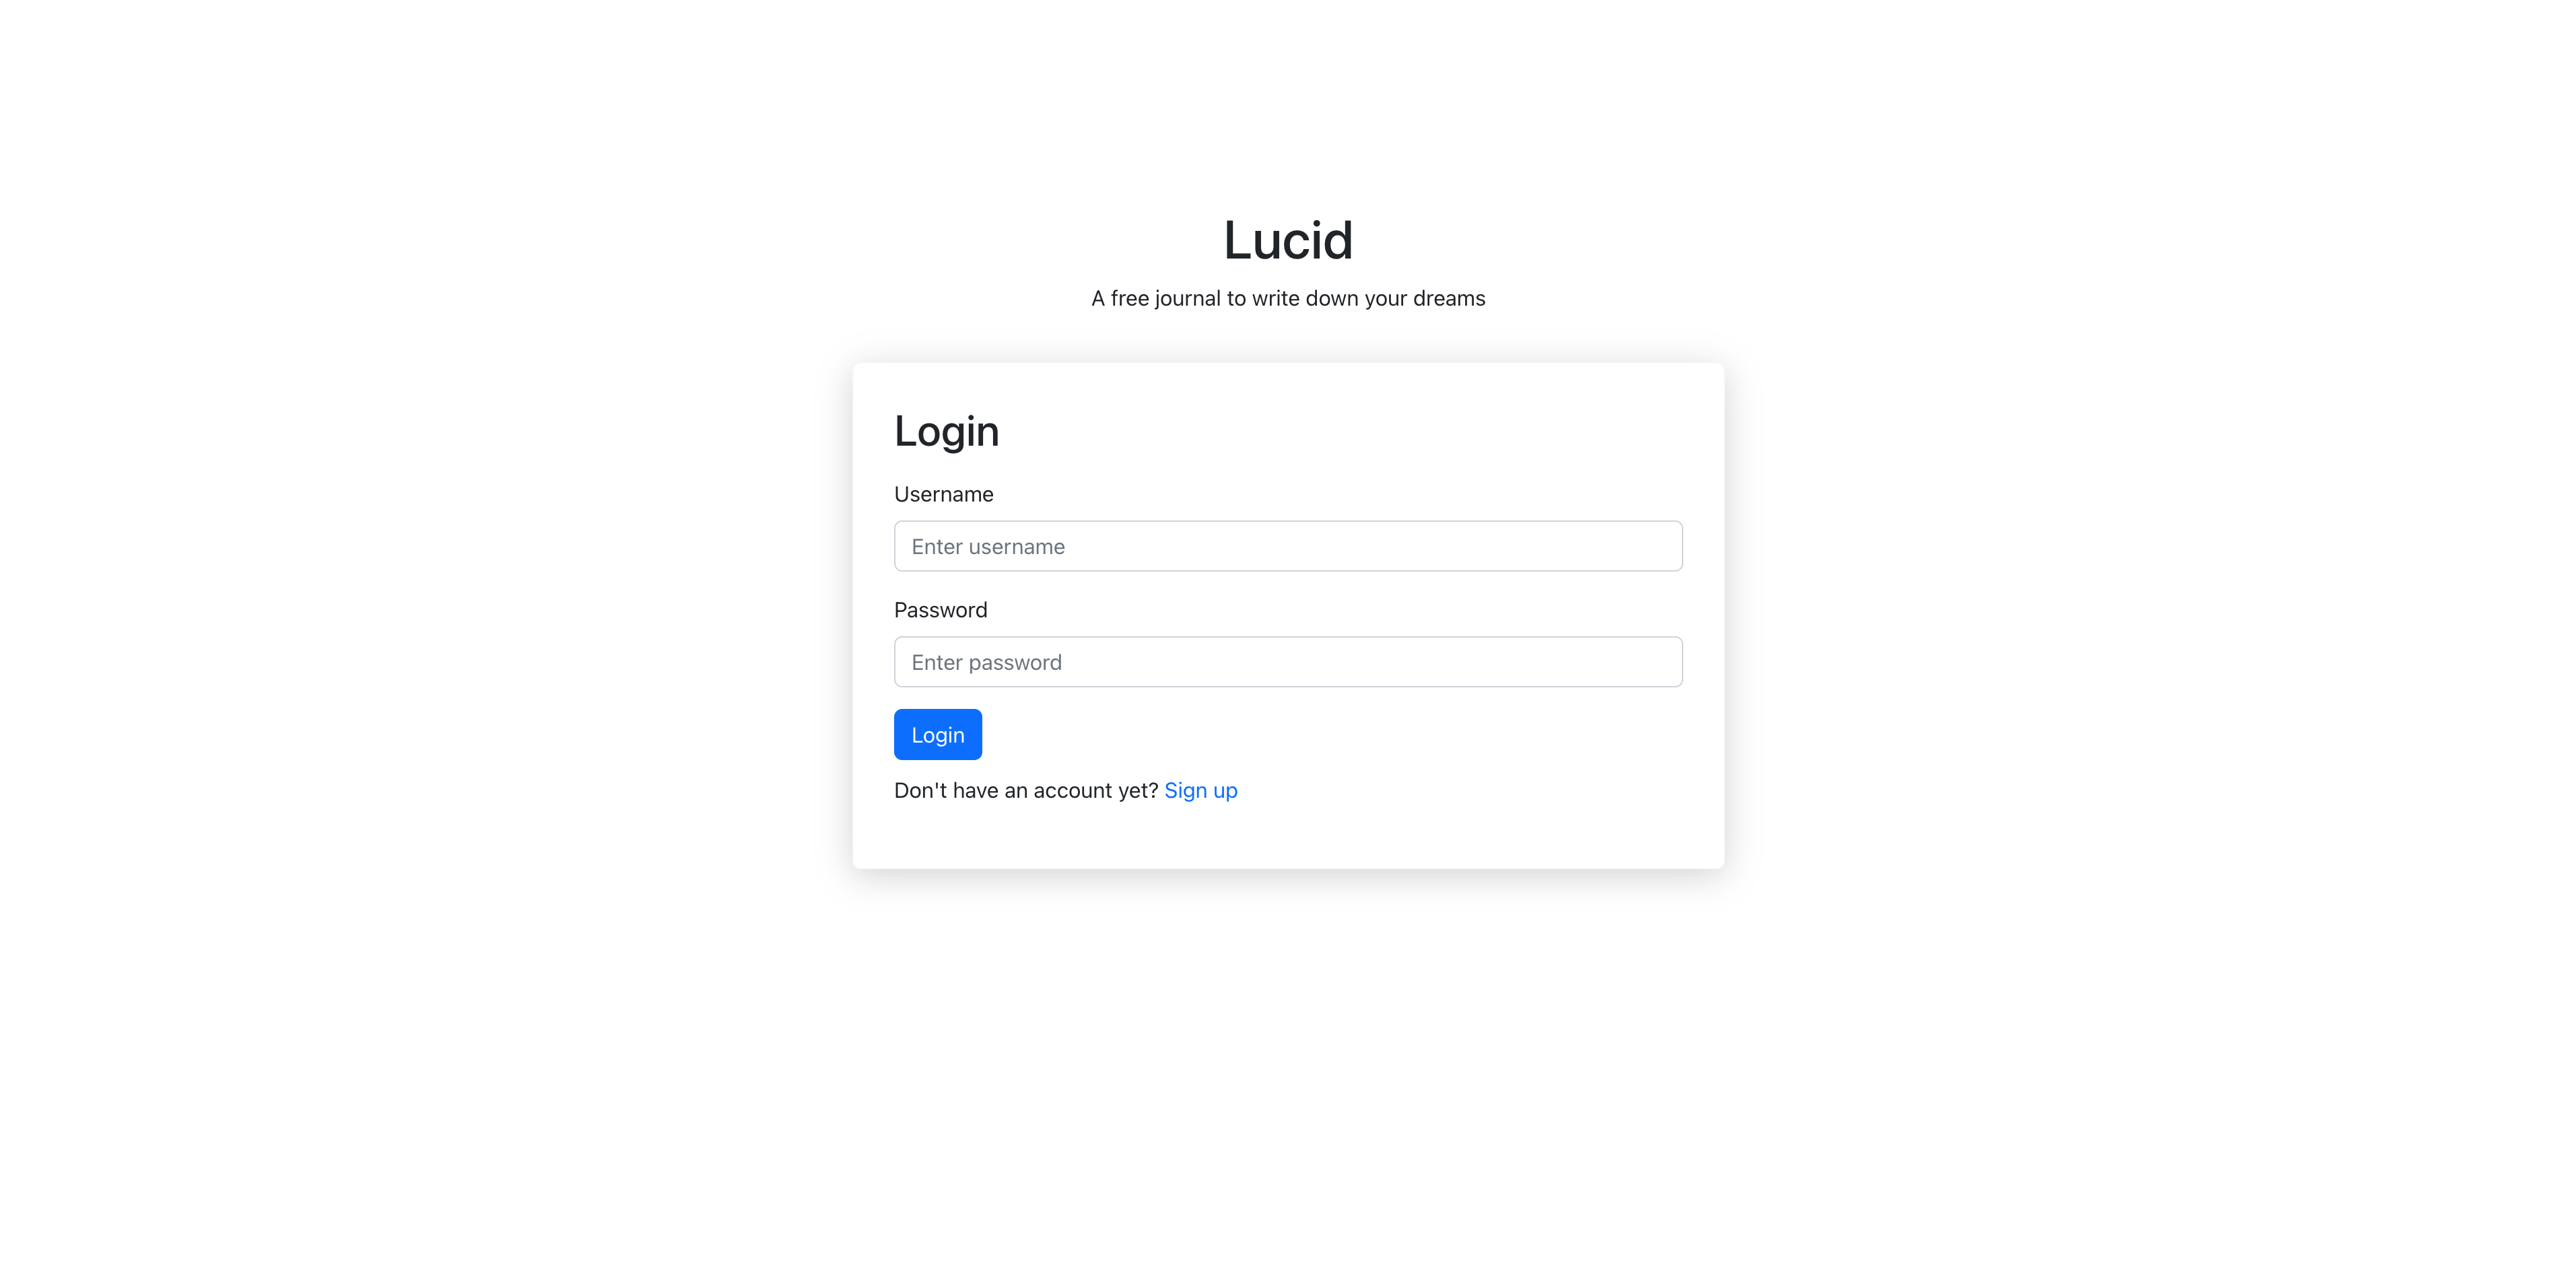 Lucid
A free journal to write down your dreams
Login
Username
Enter username
Password
Enter password
Login
Don't have an account yet? Sign up